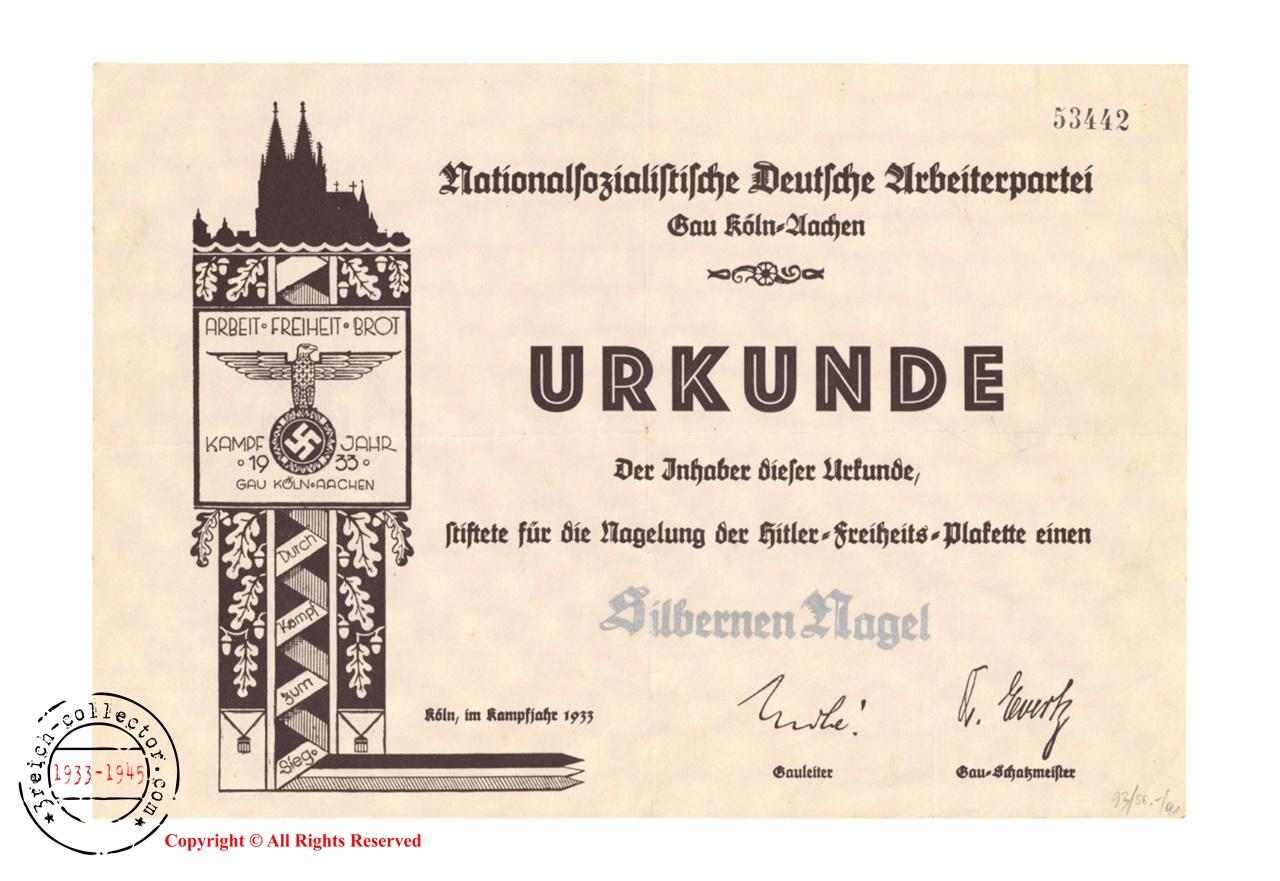 53442
Nationalsozialistische Deutsche Arbeiterpartei
Gau Köln-Aachen
URKUNDE
Der Inhaber dieser Urkunde,
stiftete für die Nagelung der Hitler-Freiheits-Plakette einen
Silbernen Nagel
Köln, im Kampfjahr 1933
Gauleiter
R. Evertz
Gau-Schatzmeister
ARBEIT • FREIHEIT • BROT
KAMPF JAHR
• 19 33 •
GAU KÖLN • AACHEN
Durch
Kampf
zum
Sieg.
3reich-collector.com
1933-1945
Copyright © All Rights Reserved